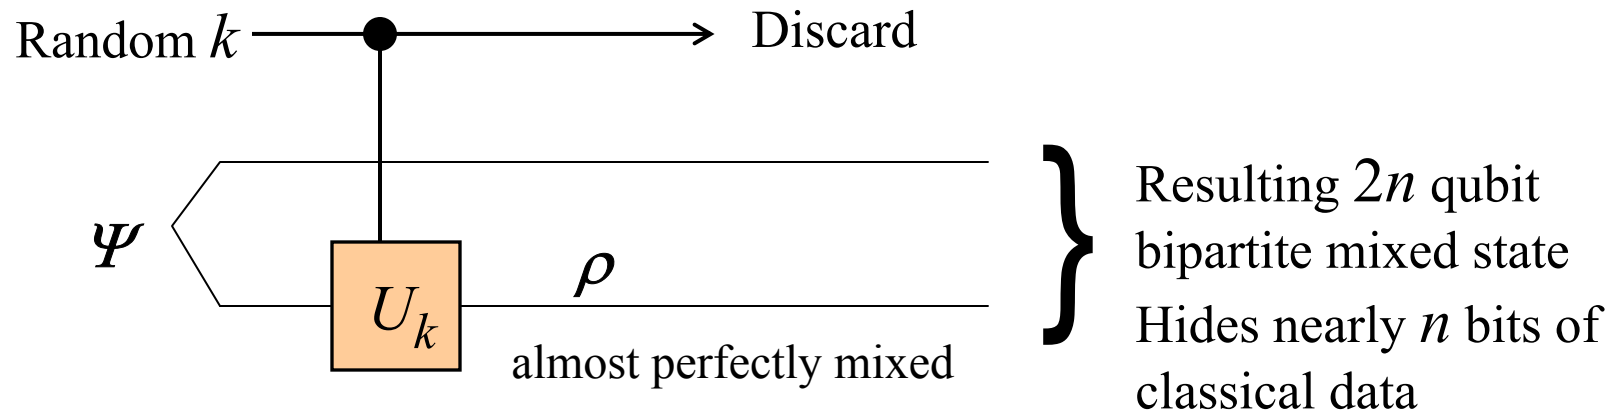 Random k
Discard
Ψ
U_k
ρ
almost perfectly mixed
Resulting 2n qubit
bipartite mixed state
Hides nearly n bits of
classical data